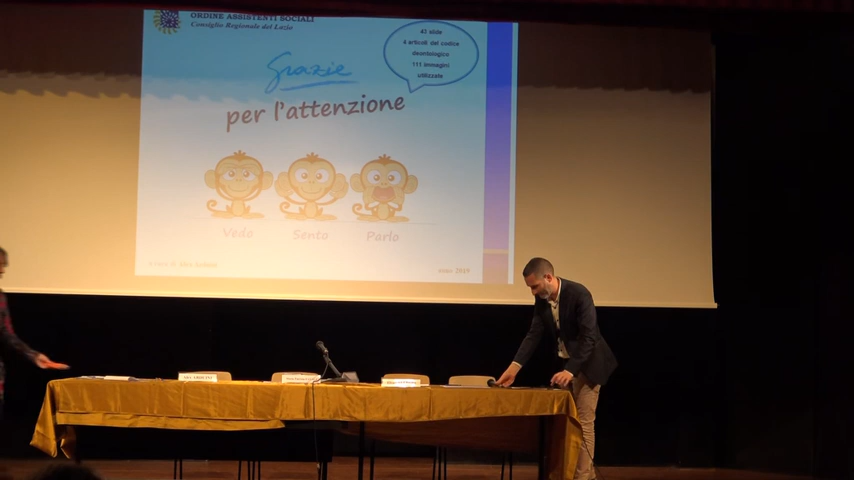 ORDINE ASSISTENTI SOCIALI
Consiglio Regionale del Lazio
43 slide
4 articoli del codice
deontologico
111 immagini
utilizzate
Grazie
per l'attenzione
Vedo
Sento
Parlo
anno 2019